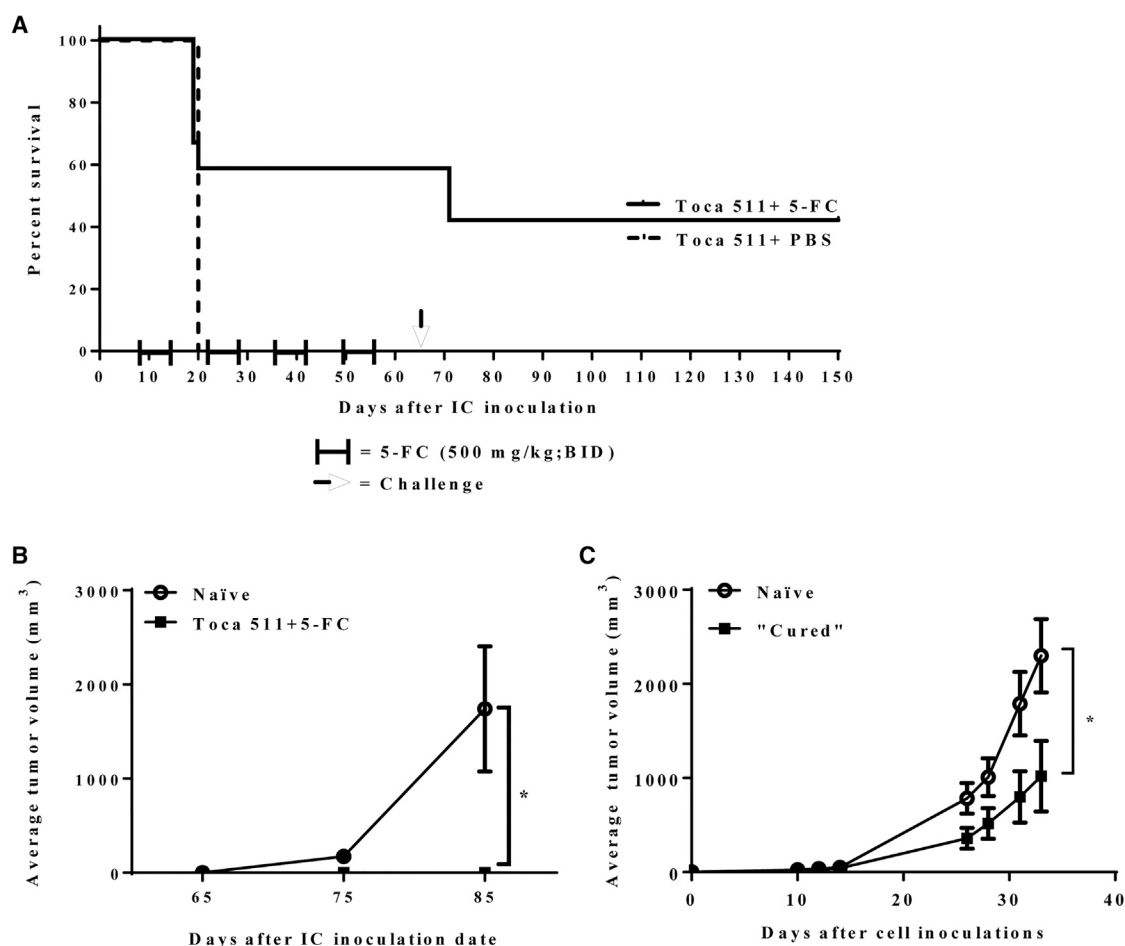 A
Percent survival
100
80
60
40
20
0
0 10 20 30 40 50 60 70 80 90 100 110 120 130 140 150
Days after IC inoculation
Toca 511+ 5-FC
Toca 511+ PBS
= 5-FC (500 mg/kg;BID)
= Challenge
B
Average tumor volume (mm3)
3000
2000
1000
0
Naïve
Toca 511+5-FC
*
65 75 85
Days after IC inoculation date
C
Average tumor volume (mm3)
3000
2000
1000
0
Naïve
"Cured"
*
0 10 20 30 40
Days after cell inoculations